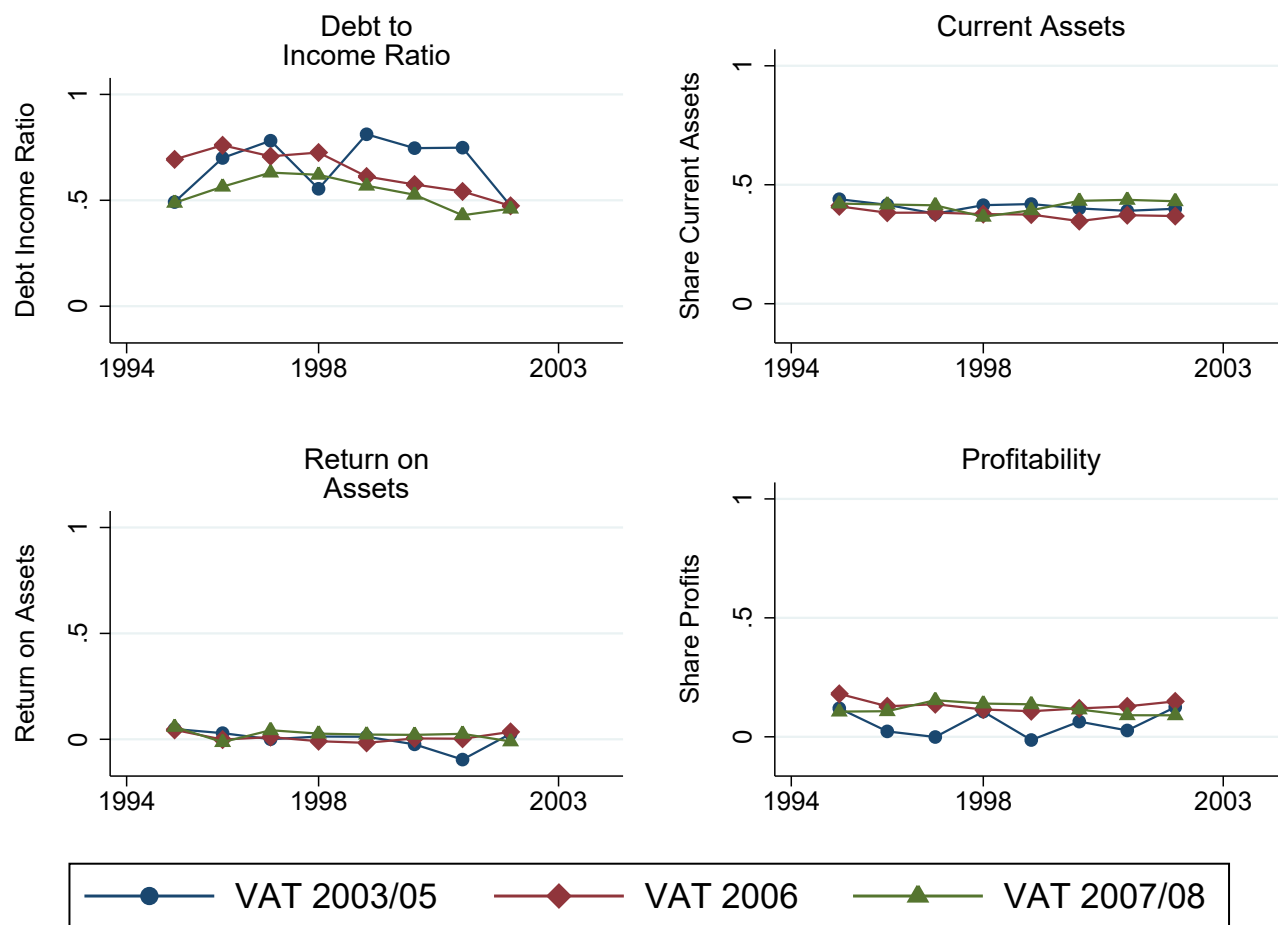 Debt to
Income Ratio
Debt Income Ratio
1
.5
0
1994
1998
2003
Current Assets
Share Current Assets
1
.5
0
1994
1998
2003
Return on
Assets
Return on Assets
1
.5
0
1994
1998
2003
Profitability
Share Profits
1
.5
0
1994
1998
2003
VAT 2003/05
VAT 2006
VAT 2007/08